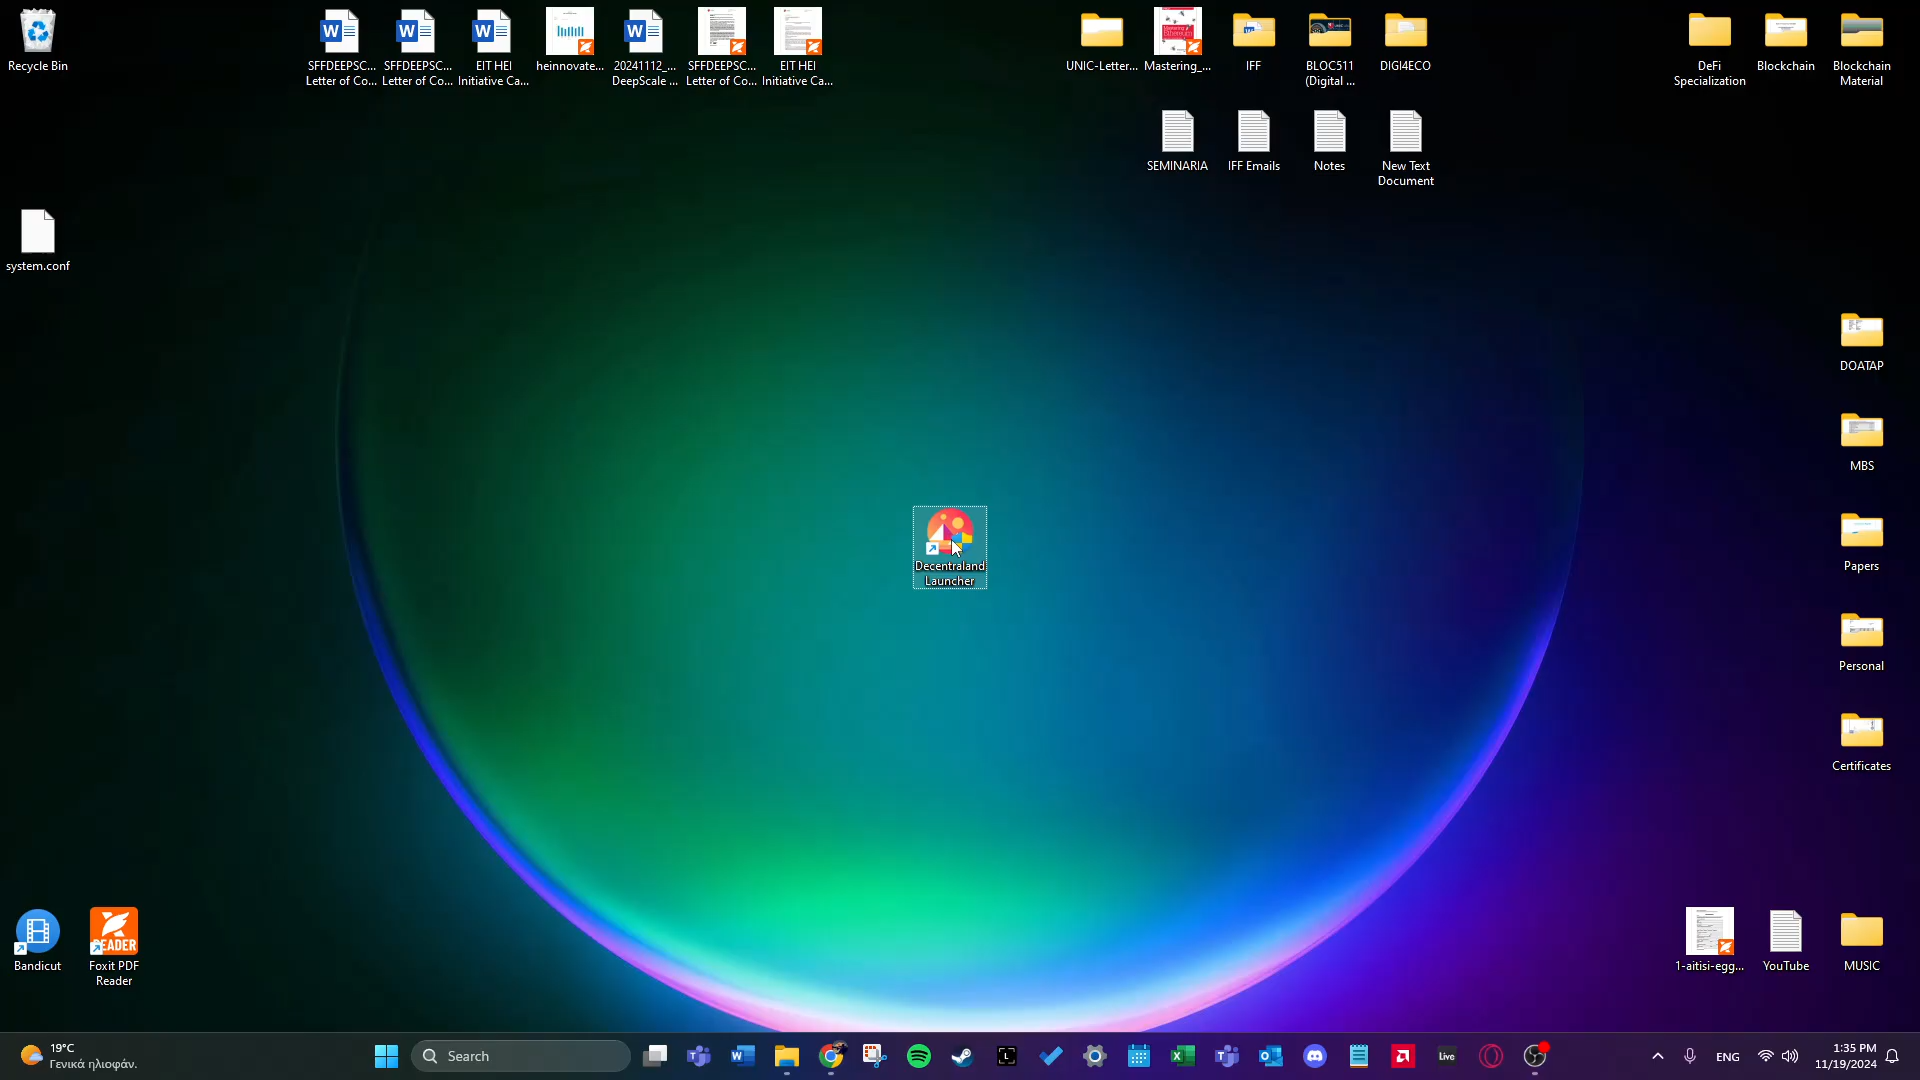 Recycle Bin
SFFDEEPSC...
Letter of Co...
SFFDEEPSC...
Letter of Co...
EIT HEI
Initiative Ca...
heinnovate...
20241112_...
DeepScale ...
SFFDEEPSC...
Letter of Co...
EIT HEI
Initiative Ca...
UNIC-Letter...
Mastering_...
IFF
BLOC511
(Digital ...
DIGI4ECO
DeFi
Specialization
Blockchain
Blockchain
Material
SEMINARIA
IFF Emails
Notes
New Text
Document
system.conf
DOATAP
MBS
Papers
Personal
Certificates
Decentraland
Launcher
Bandicut
READER
Foxit PDF
Reader
1-aitisi-egg...
YouTube
MUSIC
19°C
Γενικά ηλιοφάν.
Search
Live
ENG
1:35 PM
11/19/2024